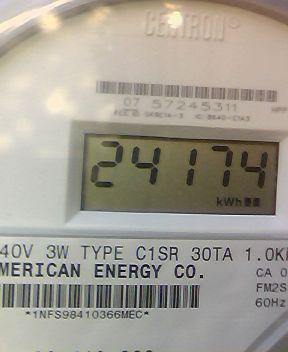 CENTRON®
07 57245311
24174
kWh
40V 3W TYPE C1SR 30TA 1.0K
MERICAN ENERGY CO.
CA 0
FM2S
60Hz
*1NFS98410366MEC*